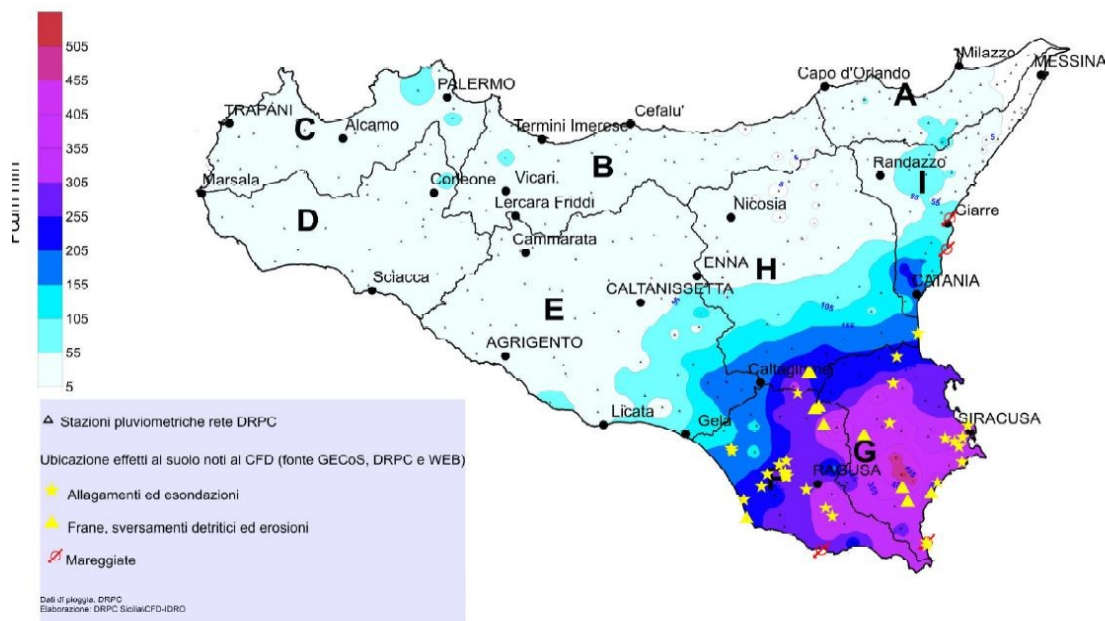 505
455
405
355
305
255
205
155
105
55
5
Milazzo
MESSINA
Capo d'Orlando
A
PALERMO
Cefalu'
TRAPANI
C
Alcamo
Termini Imerese
B
Randazzo
I
Marsala
Corleone
Vicari.
Lercara Friddi
Nicosia
Giarre
D
Cammarata
ENNA
H
Sciacca
CALTANISSETTA
CATANIA
E
105
155
AGRIGENTO
Licata
Gela
SIRACUSA
G
RAGUSA
Stazioni pluviometriche rete DRPC
Ubicazione effetti al suolo noti al CFD (fonte GECoS, DRPC e WEB)
Allagamenti ed esondazioni
Frane, sversamenti detritici ed erosioni
Mareggiate
Dati di pioggia: DRPC
Elaborazione: DRPC Sicilia\CFD-IDRO